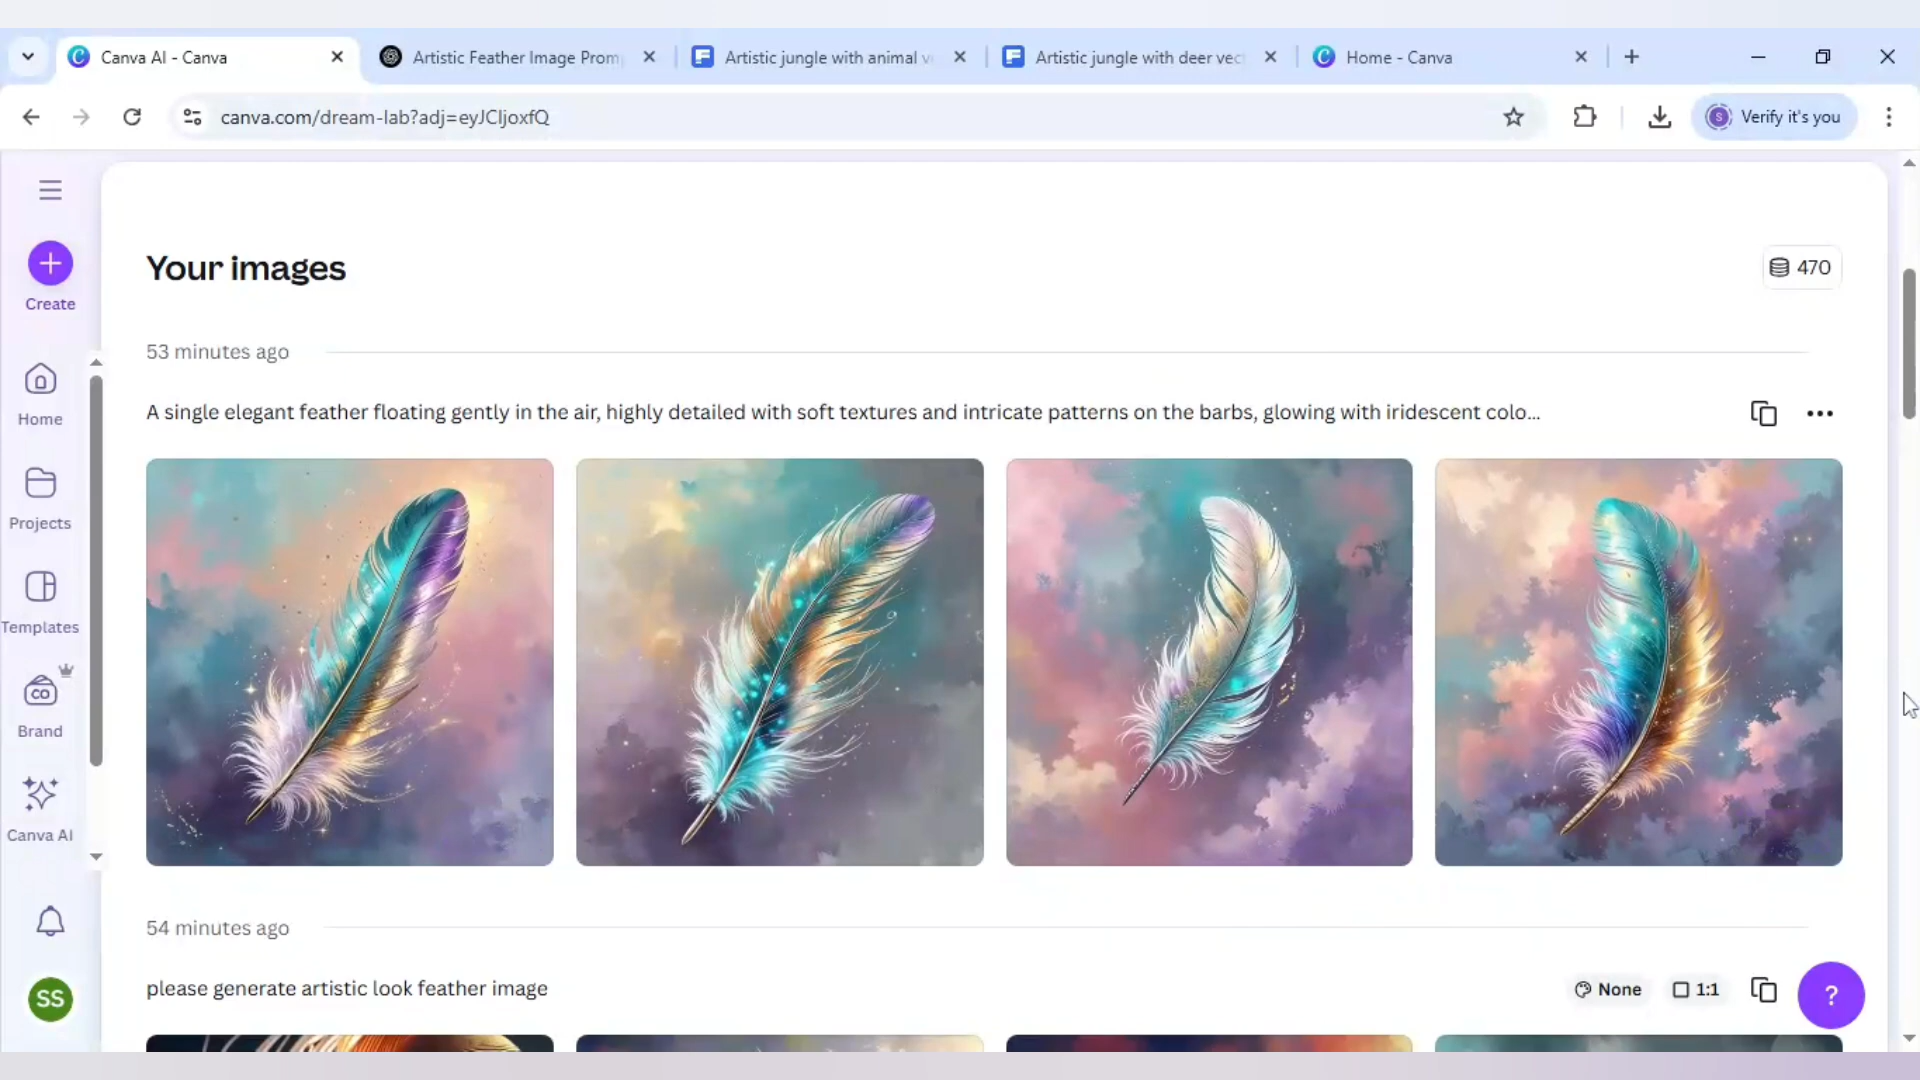 Canva AI - Canva
Artistic Feather Image Prom
Artistic jungle with animal v
Artistic jungle with deer vec
Home - Canva
canva.com/dream-lab?adj=eyJCIjoxfQ
S
Verify it's you
Create
Home
Projects
Templates
CO
Brand
Canva AI
SS
Your images
470
53 minutes ago
A single elegant feather floating gently in the air, highly detailed with soft textures and intricate patterns on the barbs, glowing with iridescent colo...
54 minutes ago
please generate artistic look feather image
None
1:1
?